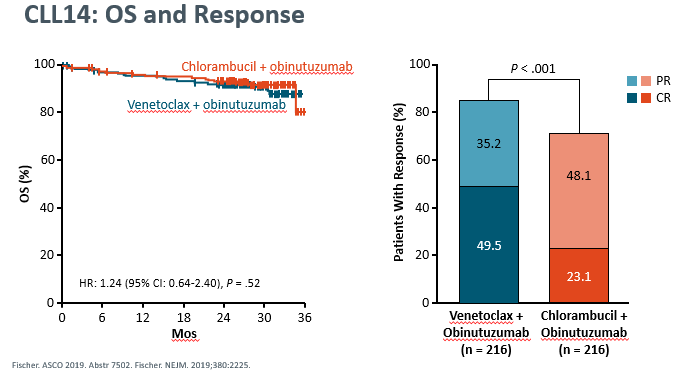 CLL14: OS and Response
100
80
60
40
20
0
OS (%)
Chlorambucil + obinutuzumab
Venetoclax + obinutuzumab
HR: 1.24 (95% CI: 0.64-2.40), P = .52
0 6 12 18 24 30 36
Mos
100
80
60
40
20
0
Patients With Response (%)
P < .001
PR
CR
35.2
49.5
48.1
23.1
Venetoclax +
Obinutuzumab
(n = 216)
Chlorambucil +
Obinutuzumab
(n = 216)
Fischer. ASCO 2019. Abstr 7502. Fischer. NEJM. 2019;380:2225.